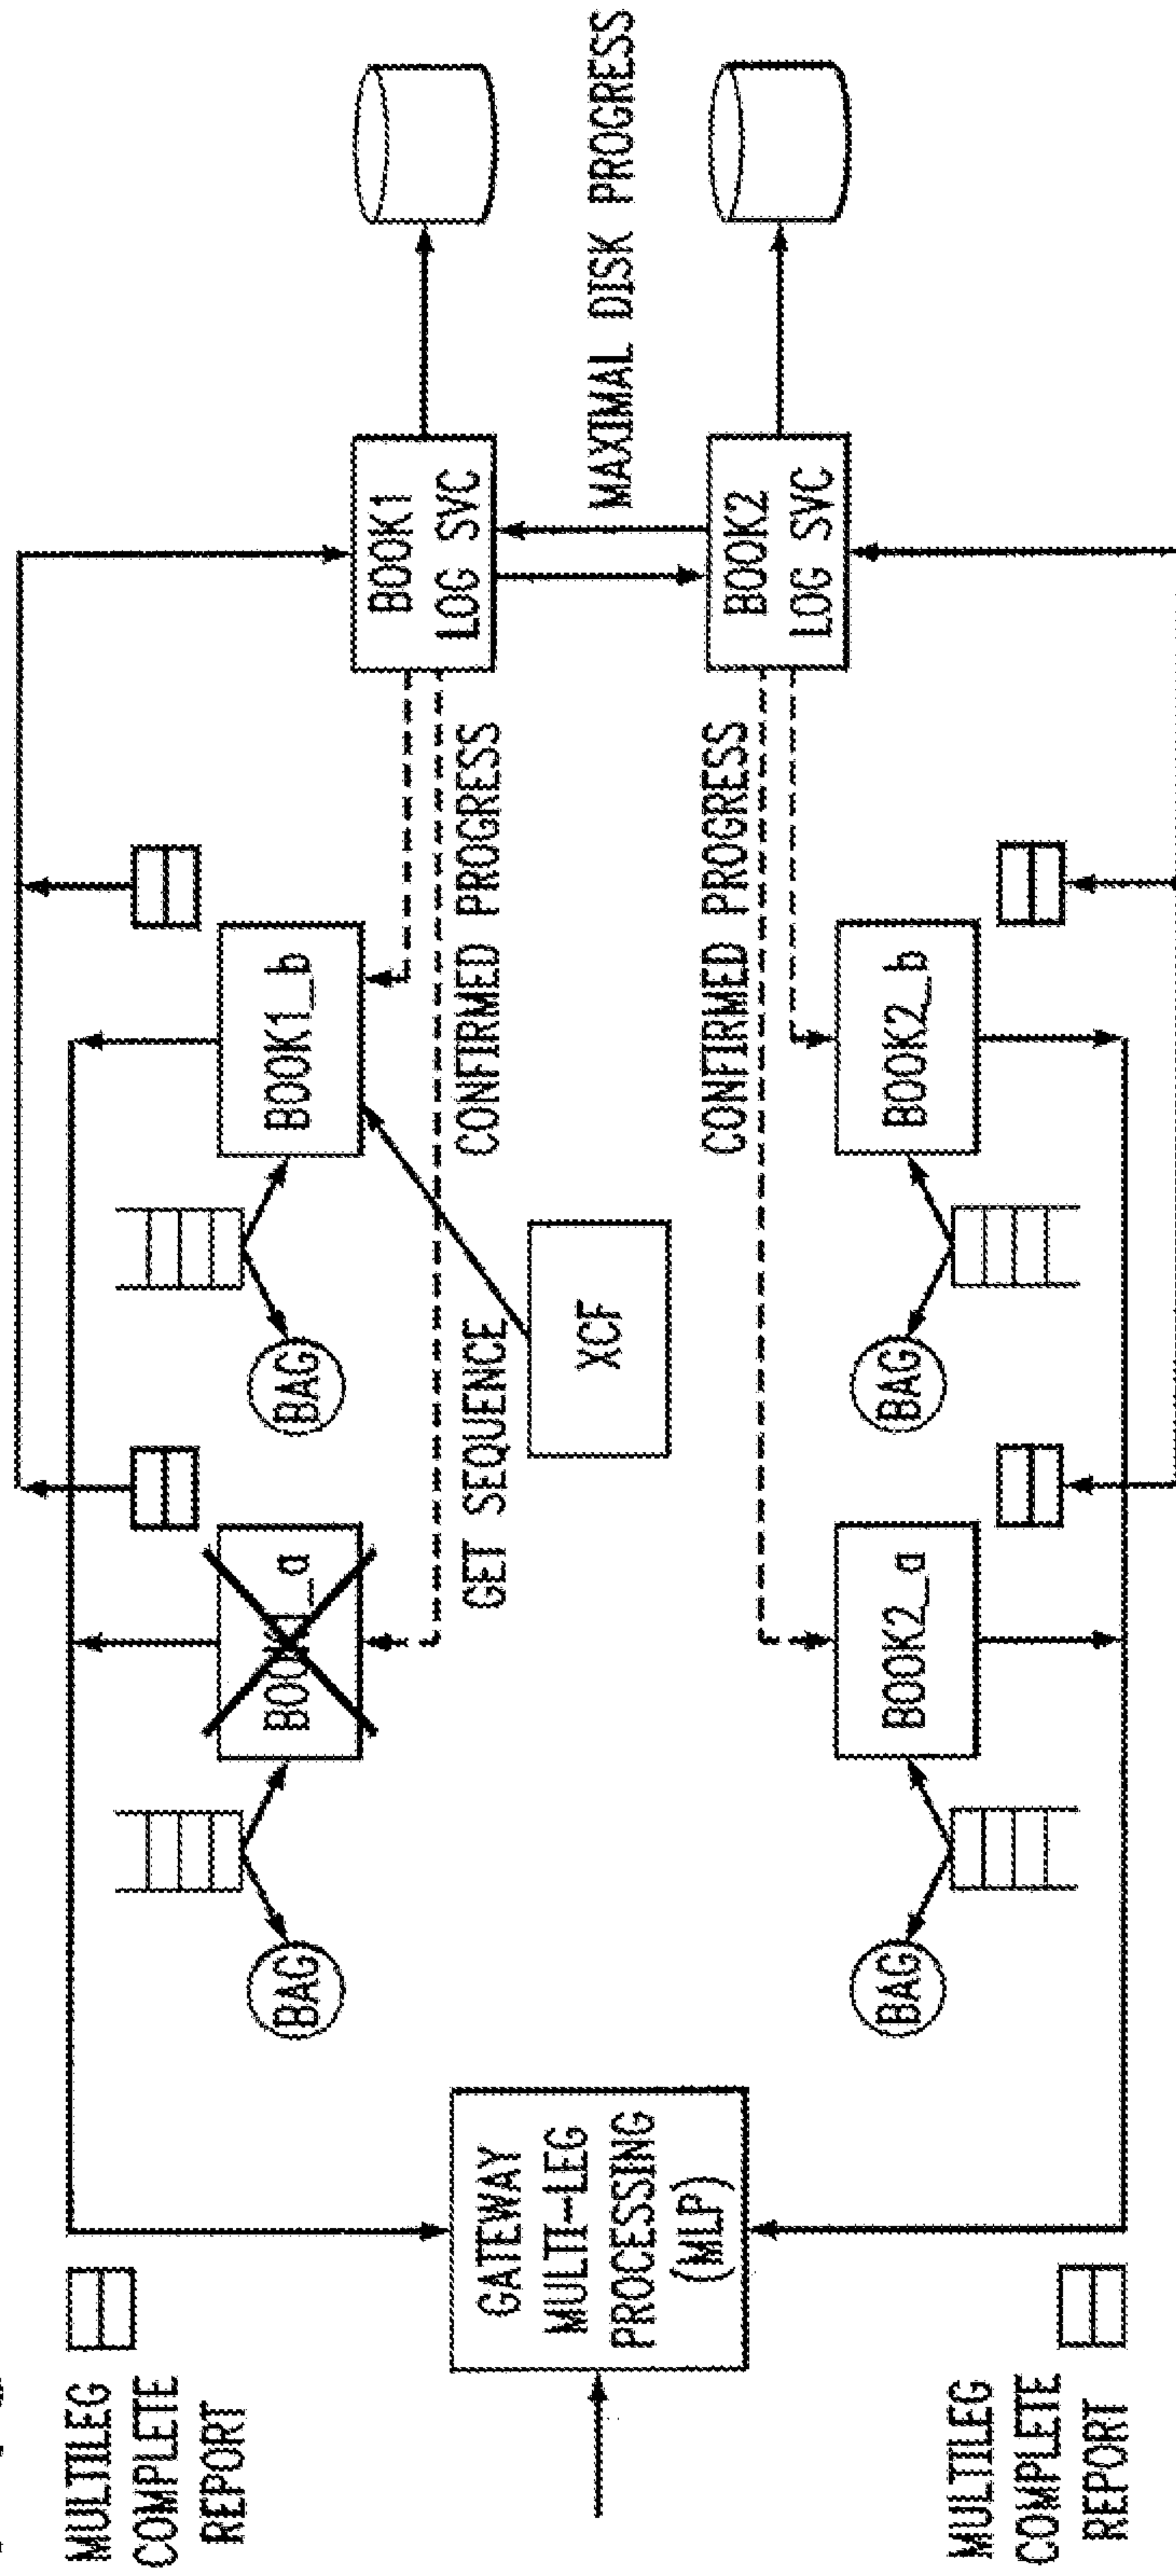 MULTILEG
COMPLETE
REPORT
GATEWAY
MULTI-LEG
PROCESSING
(MLP)
MULTILEG
COMPLETE
REPORT
BAG
BOOK1_a
BAG
BOOK1_b
GET SEQUENCE
XCF
CONFIRMED PROGRESS
BOOK1
LOG SVC
MAXIMAL DISK PROGRESS
BOOK2
LOG SVC
CONFIRMED PROGRESS
BAG
BOOK2_a
BAG
BOOK2_b